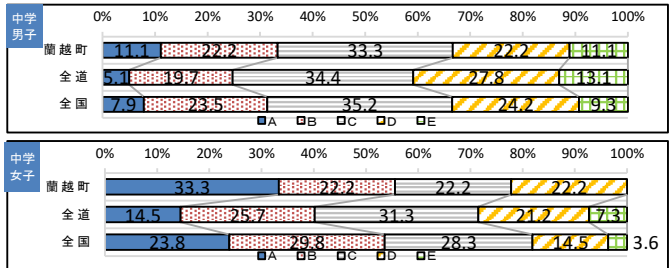 中学
男子
0% 10% 20% 30% 40% 50% 60% 70% 80% 90% 100%
蘭越町 11.1 22.2 33.3 22.2 11.1
全道 5.1 19.7 34.4 27.8 13.1
全国 7.9 23.5 35.2 24.2 9.3
A B C D E
中学
女子
0% 10% 20% 30% 40% 50% 60% 70% 80% 90% 100%
蘭越町 33.3 22.2 22.2 22.2
全道 14.5 25.7 31.3 21.2 7.3
全国 23.8 29.8 28.3 14.5 3.6
A B C D E